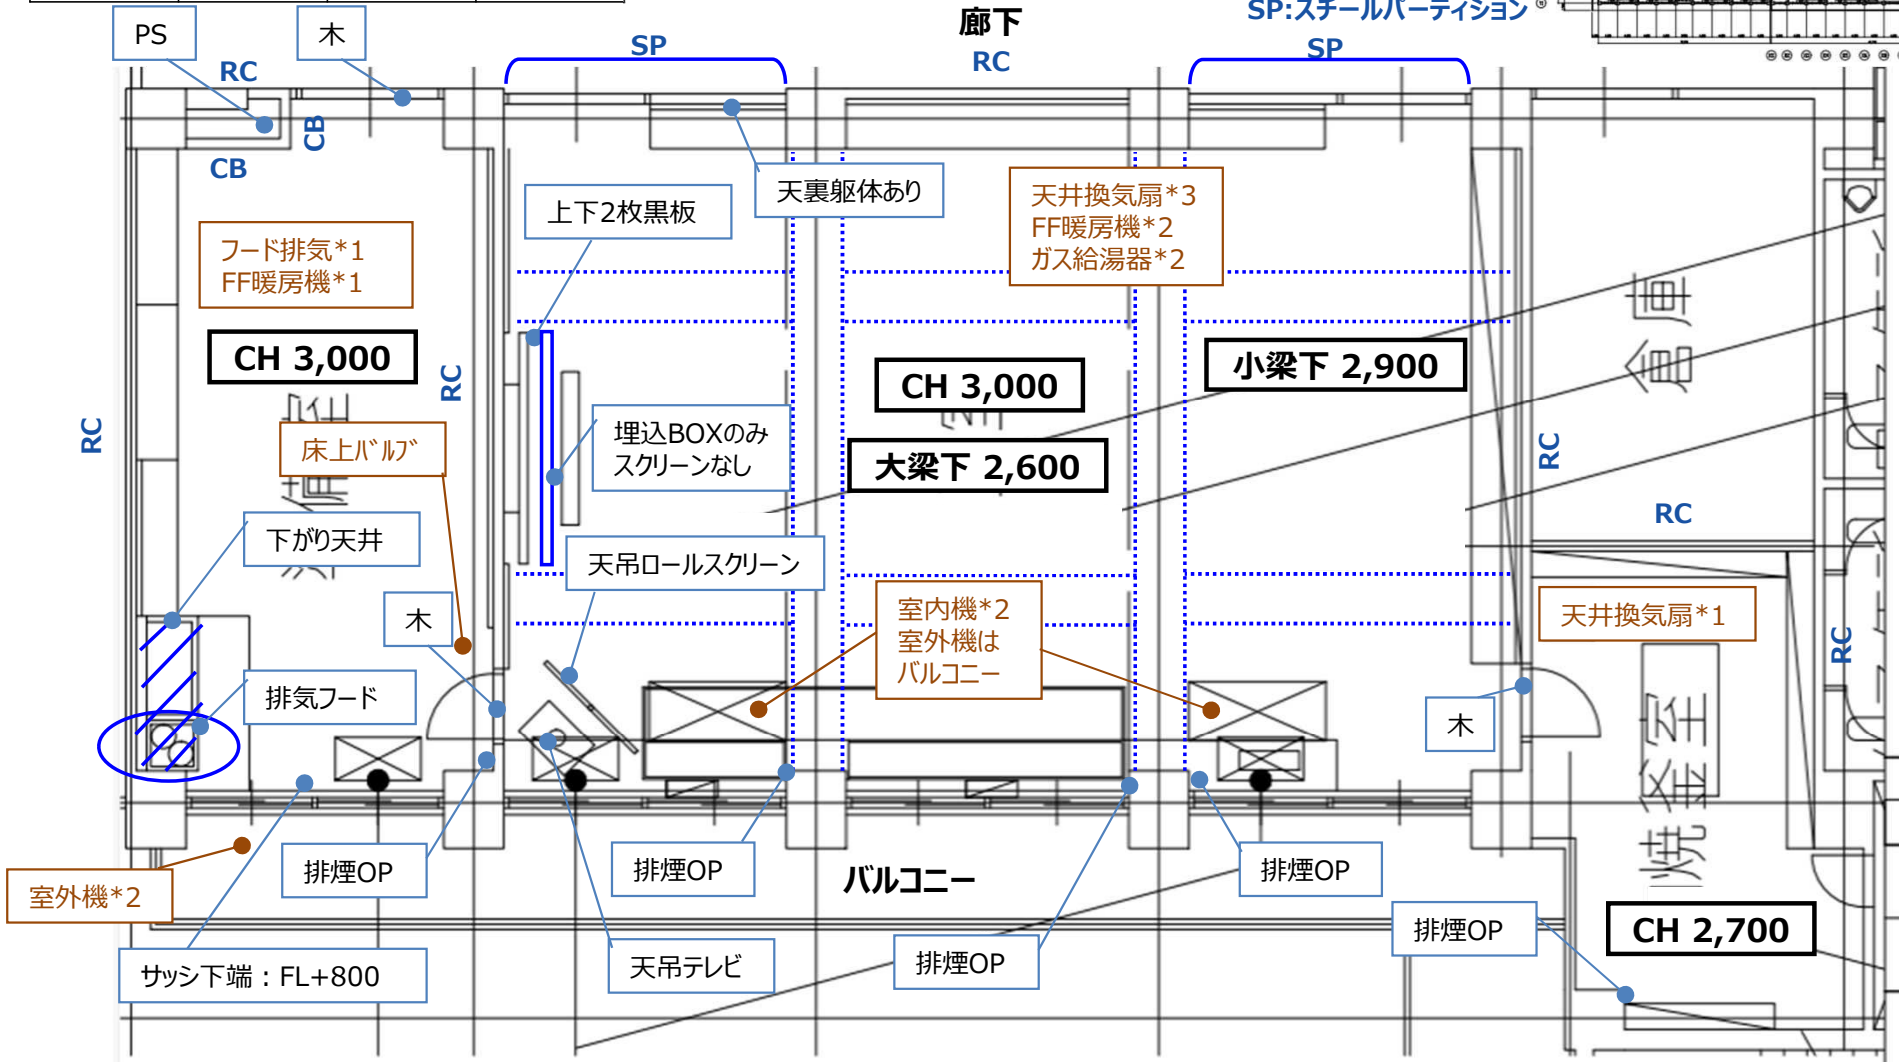 廊下
SP:スチールパーティション
PS
木
SP
RC
SP
RC
CB
CB
天裏躯体あり
上下2枚黒板
天井換気扇*3
FF暖房機*2
ガス給湯器*2
フード排気*1
FF暖房機*1
CH 3,000
RC
RC
CH 3,000
小梁下 2,900
大梁下 2,600
埋込BOXのみ
スクリーンなし
床上バルブ
RC
RC
倉庫
下がり天井
天吊ロールスクリーン
木
室内機*2
室外機は
バルコニー
天井換気扇*1
RC
排気フード
木
排煙OP
排煙OP
バルコニー
排煙OP
室外機*2
サッシ下端：FL+800
天吊テレビ
排煙OP
排煙OP
CH 2,700